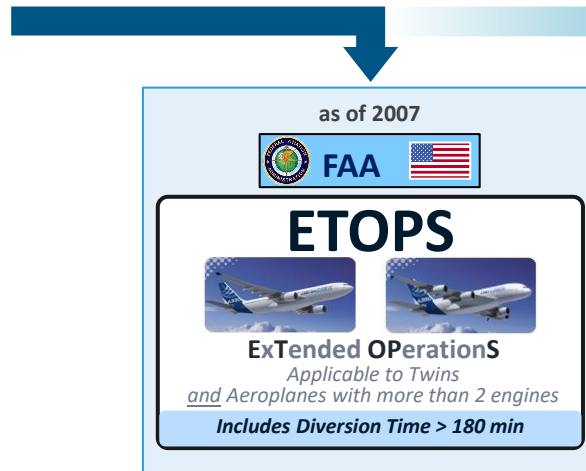 as of 2007
FAA
ETOPS
ExTended OPerationS
Applicable to Twins
and Aeroplanes with more than 2 engines
Includes Diversion Time > 180 min